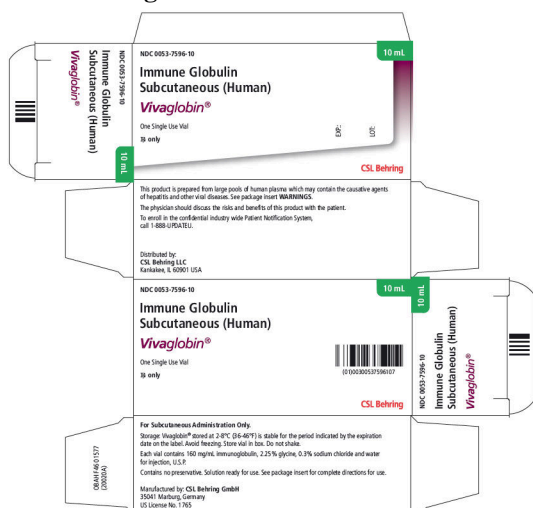 NDC 0053-7596-10
Immune Globulin
Subcutaneous (Human)
Vivaglobin®
10 mL
NDC 0053-7596-10
10 mL
Immune Globulin
Subcutaneous (Human)
Vivaglobin®
One Single Use Vial
℞ only
EXP.:
LOT:
CSL Behring
This product is prepared from large pools of human plasma which may contain the causative agents
of hepatitis and other viral diseases. See package insert WARNINGS.
The physician should discuss the risks and benefits of this product with the patient.
To enroll in the confidential industry wide Patient Notification System,
call 1-888-UPDATEU.
Distributed by:
CSL Behring LLC
Kankakee, IL 60901 USA
NDC 0053-7596-10
10 mL
Immune Globulin
Subcutaneous (Human)
Vivaglobin®
One Single Use Vial
℞ only
(01)00300537596107
CSL Behring
10 mL
NDC 0053-7596-10
Immune Globulin
Subcutaneous (Human)
Vivaglobin®
For Subcutaneous Administration Only.
Storage: Vivaglobin® stored at 2-8°C (36-46°F) is stable for the period indicated by the expiration
date on the label. Avoid freezing. Store vial in box. Do not shake.
Each vial contains 160 mg/mL immunoglobulin, 2.25% glycine, 0.3% sodium chloride and water
for injection, U.S.P.
Contains no preservative. Solution ready for use. See package insert for complete directions for use.
Manufactured by: CSL Behring GmbH
35041 Marburg, Germany
US License No. 1765
(20020A)